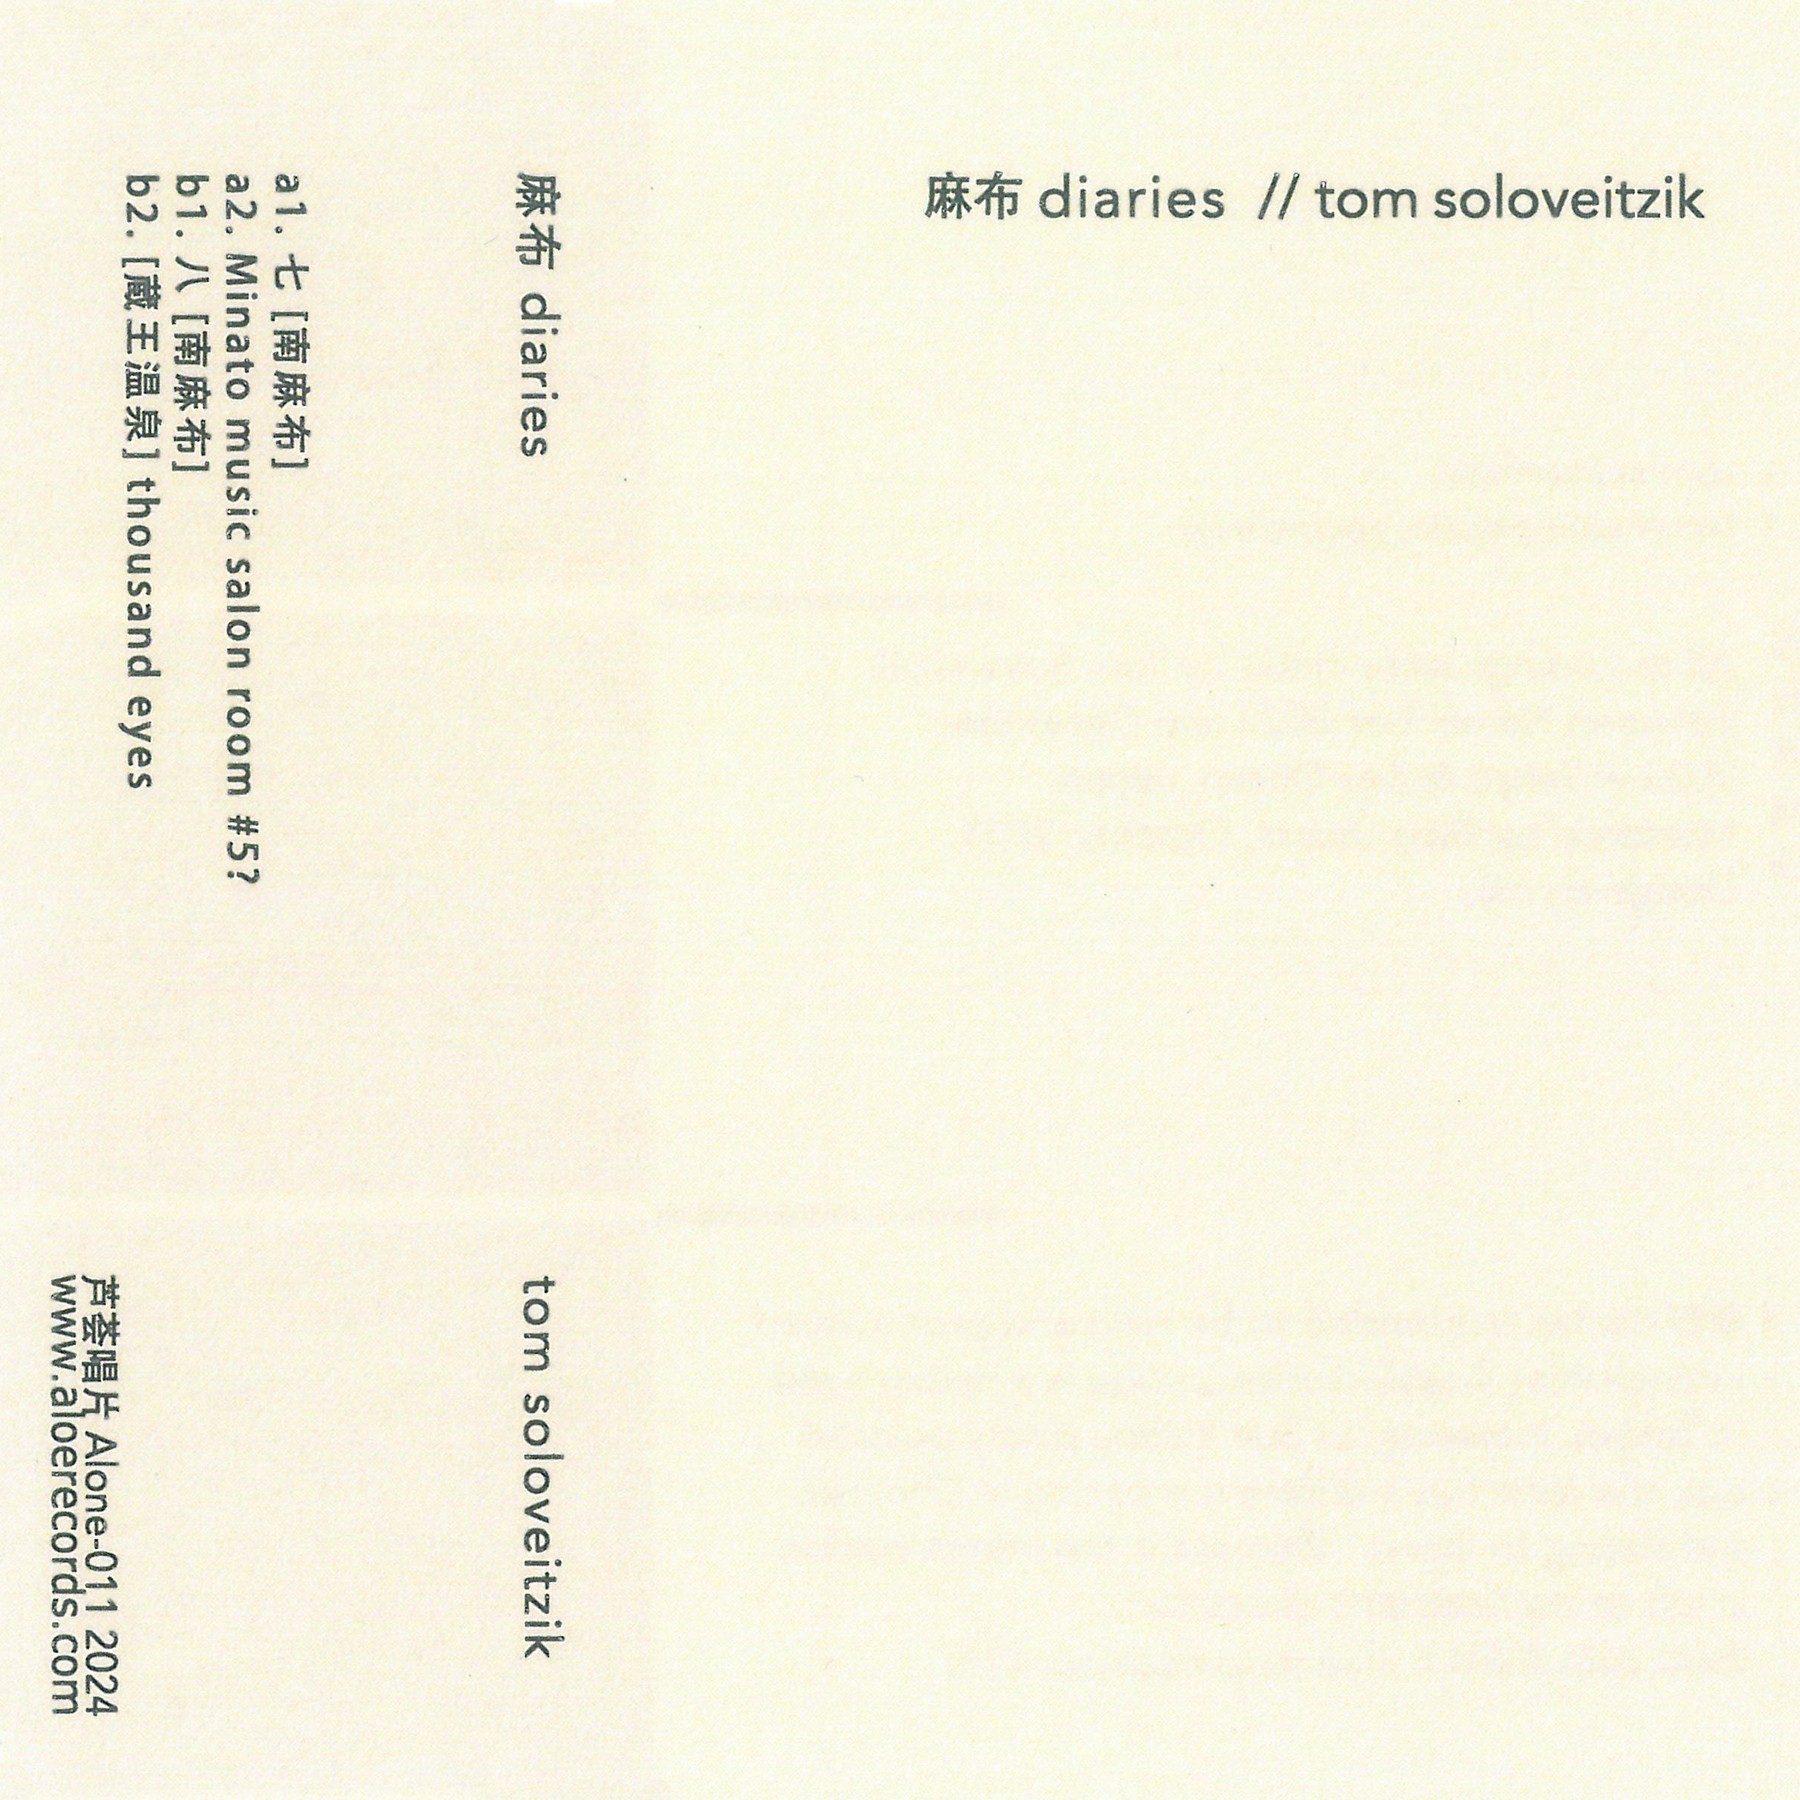 麻布 diaries // tom soloveitzik
麻布 diaries
tom soloveitzik
a1. 七 [南麻布]
a2. Minato music salon room #5?
b1. 八 [南麻布]
b2. [蔵王温泉] thousand eyes
芦荟唱片 Alone-011 2024
www.aloerecords.com